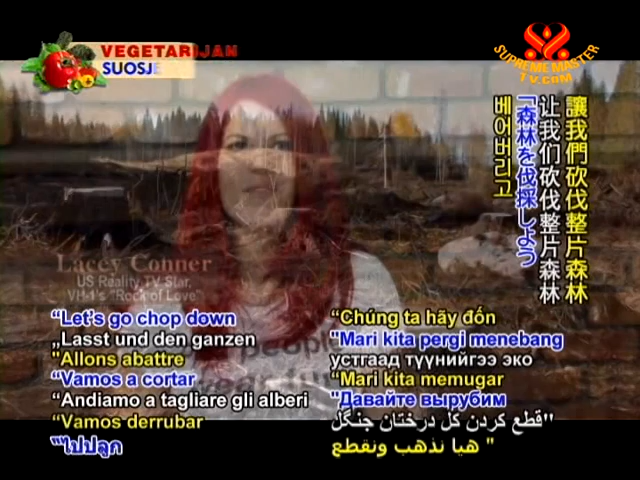 VEGETARIJAN
SUOSJE
SUPREME MASTER
TV.COM
讓我們砍伐整片森林
让我们砍伐整片森林
「森林を伐採しよう
베어버리고
Lacey Conner
US Reality TV Star,
VH-1's "Rock of Love"
people
year
“Let's go chop down
„Lasst und den ganzen
"Allons abattre
“Vamos a cortar
“Andiamo a tagliare gli alberi
“Vamos derrubar
“ไปปลูก
“Chúng ta hãy đốn
"Mari kita pergi menebang
устгаад түүнийгээ эко
“Mari kita memugar
"Давайте вырубим
"قطع کردن کل درختان جنگل
" هيا نذهب ونقطع